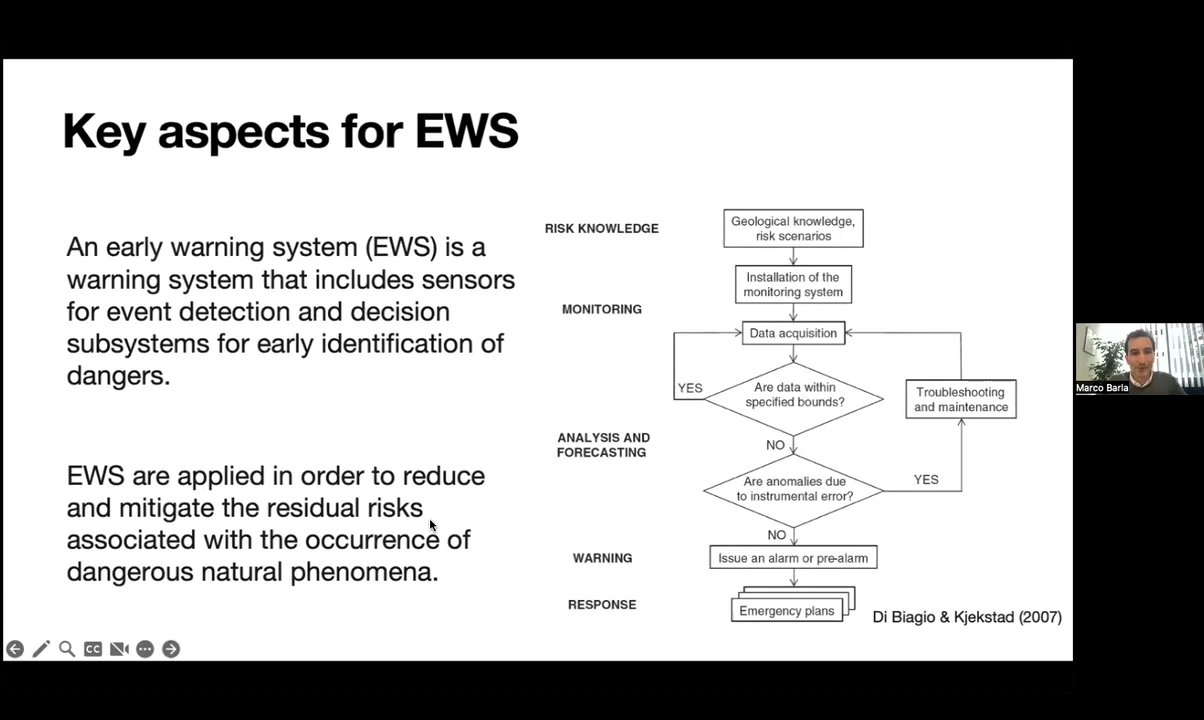 Key aspects for EWS
An early warning system (EWS) is a
warning system that includes sensors
for event detection and decision
subsystems for early identification of
dangers.
EWS are applied in order to reduce
and mitigate the residual risks
associated with the occurrence of
dangerous natural phenomena.
RISK KNOWLEDGE
Geological knowledge,
risk scenarios
Installation of the
monitoring system
MONITORING
Data acquisition
YES
Are data within
specified bounds?
Troubleshooting
and maintenance
ANALYSIS AND
FORECASTING
NO
Are anomalies due
to instrumental error?
YES
NO
WARNING
Issue an alarm or pre-alarm
RESPONSE
Emergency plans
Di Biagio & Kjekstad (2007)
CC
Marco Barla